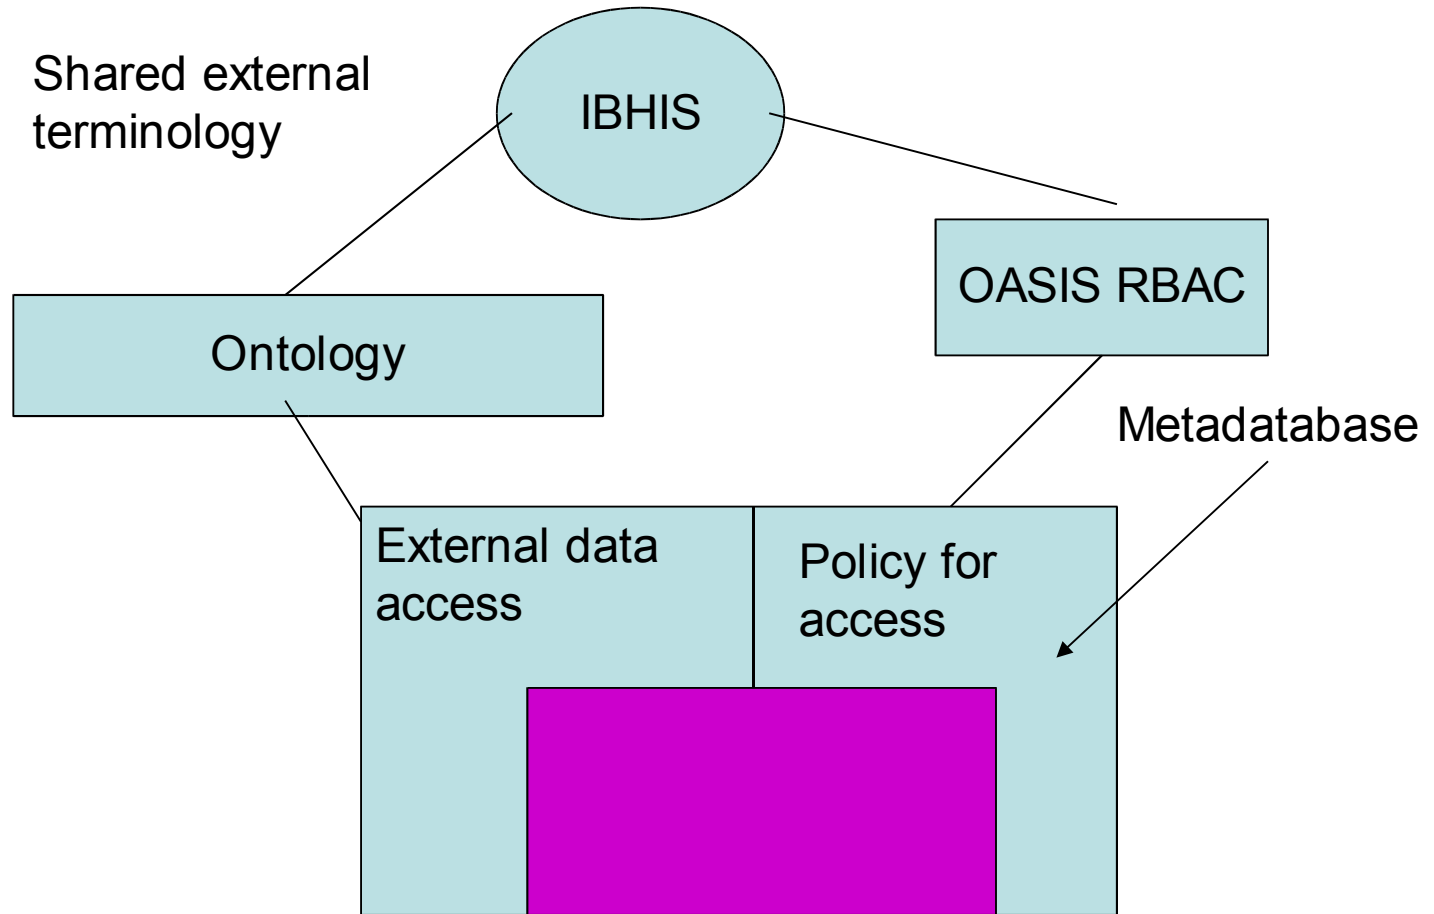 Shared external
terminology
IBHIS
OASIS RBAC
Ontology
Metadatabase
External data
access
Policy for
access